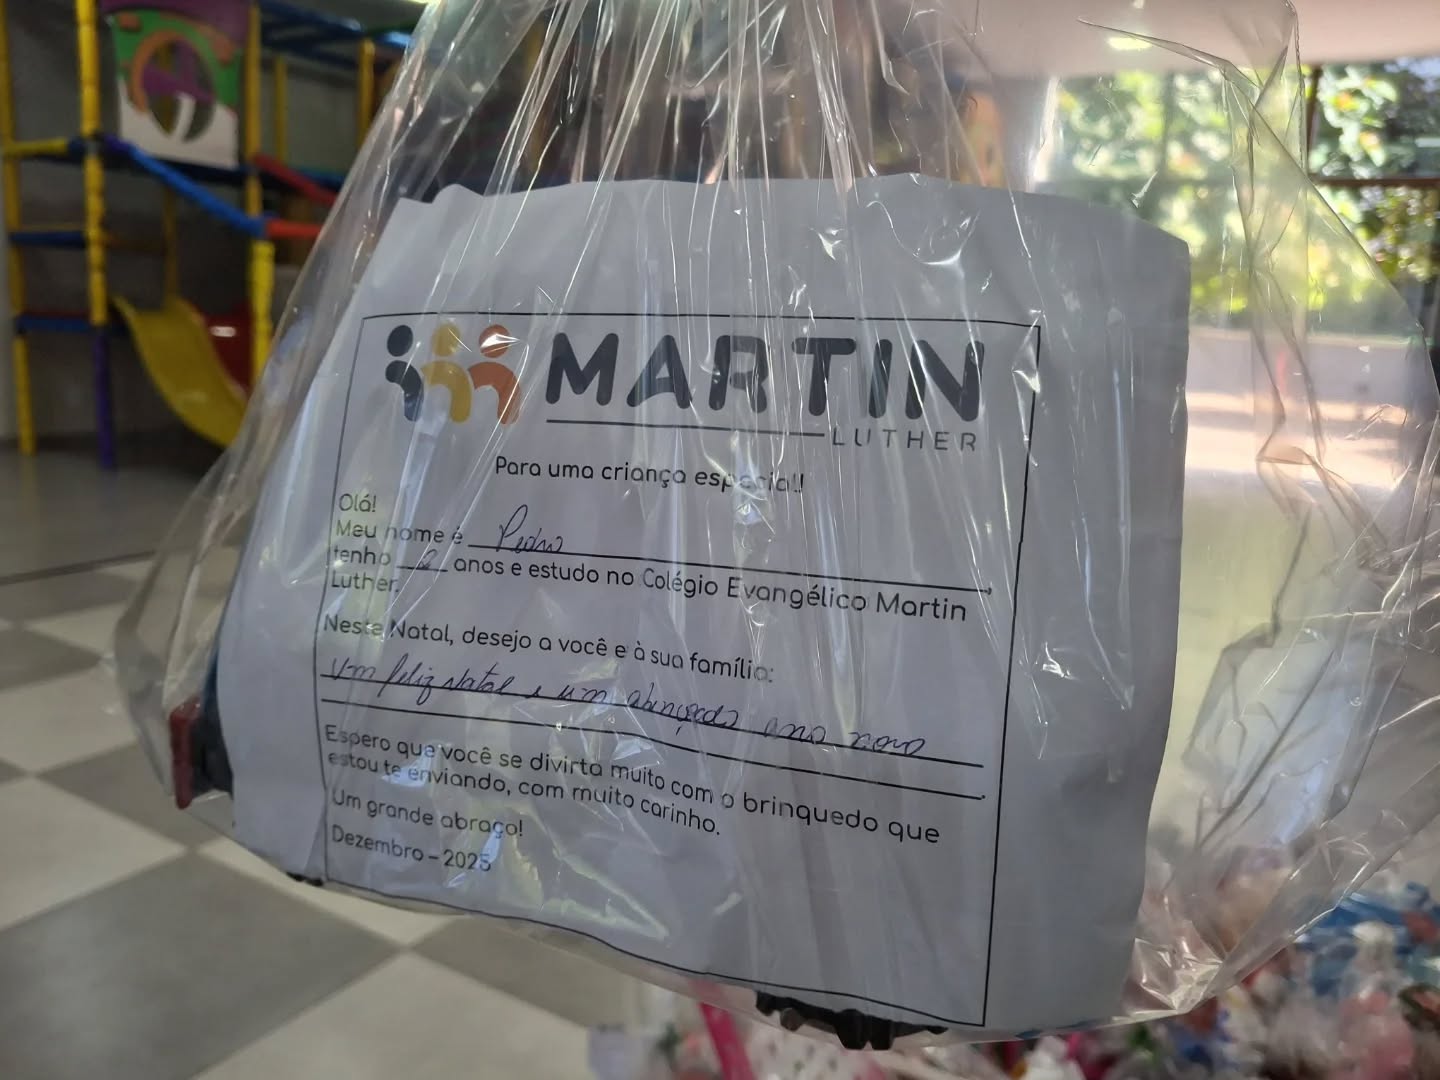 MARTIN
LUTHER
Para uma criança especial!
Olá!
Meu nome é Pedro
tenho 2 anos e estudo no Colégio Evangélico Martin
Luther.
Neste Natal, desejo a você e à sua família:
Um feliz natal e um abençoado ano novo
Espero que você se divirta muito com o brinquedo que
estou te enviando, com muito carinho.
Um grande abraço!
Dezembro – 2025